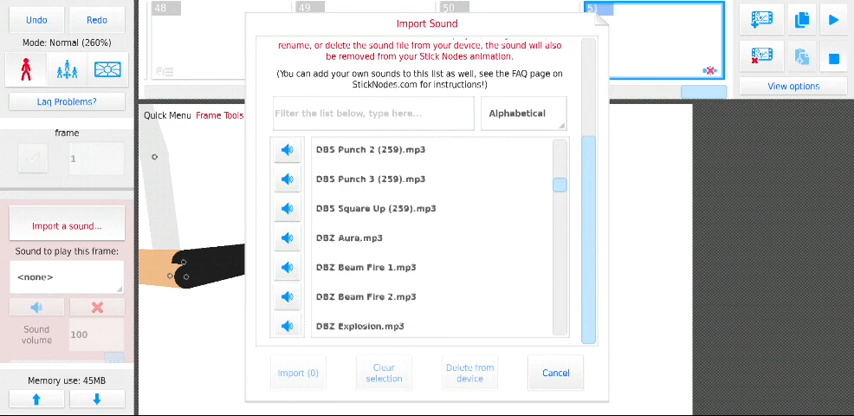 Undo
Redo
Mode: Normal (260%)
Lag Problems?
frame
1
Import a sound...
Sound to play this frame:
<none>
Sound
volume
100
Memory use: 45MB
48
49
50
51
View options
Quick Menu
Frame Tools
Import Sound
rename, or delete the sound file from your device, the sound will also
be removed from your Stick Nodes animation.
(You can add your own sounds to this list as well, see the FAQ page on
StickNodes.com for instructions!)
Filter the list below, type here...
Alphabetical
DBS Punch 2 (259).mp3
DBS Punch 3 (259).mp3
DBS Square Up (259).mp3
DBZ Aura.mp3
DBZ Beam Fire 1.mp3
DBZ Beam Fire 2.mp3
DBZ Explosion.mp3
Import (0)
Clear
selection
Delete from
device
Cancel